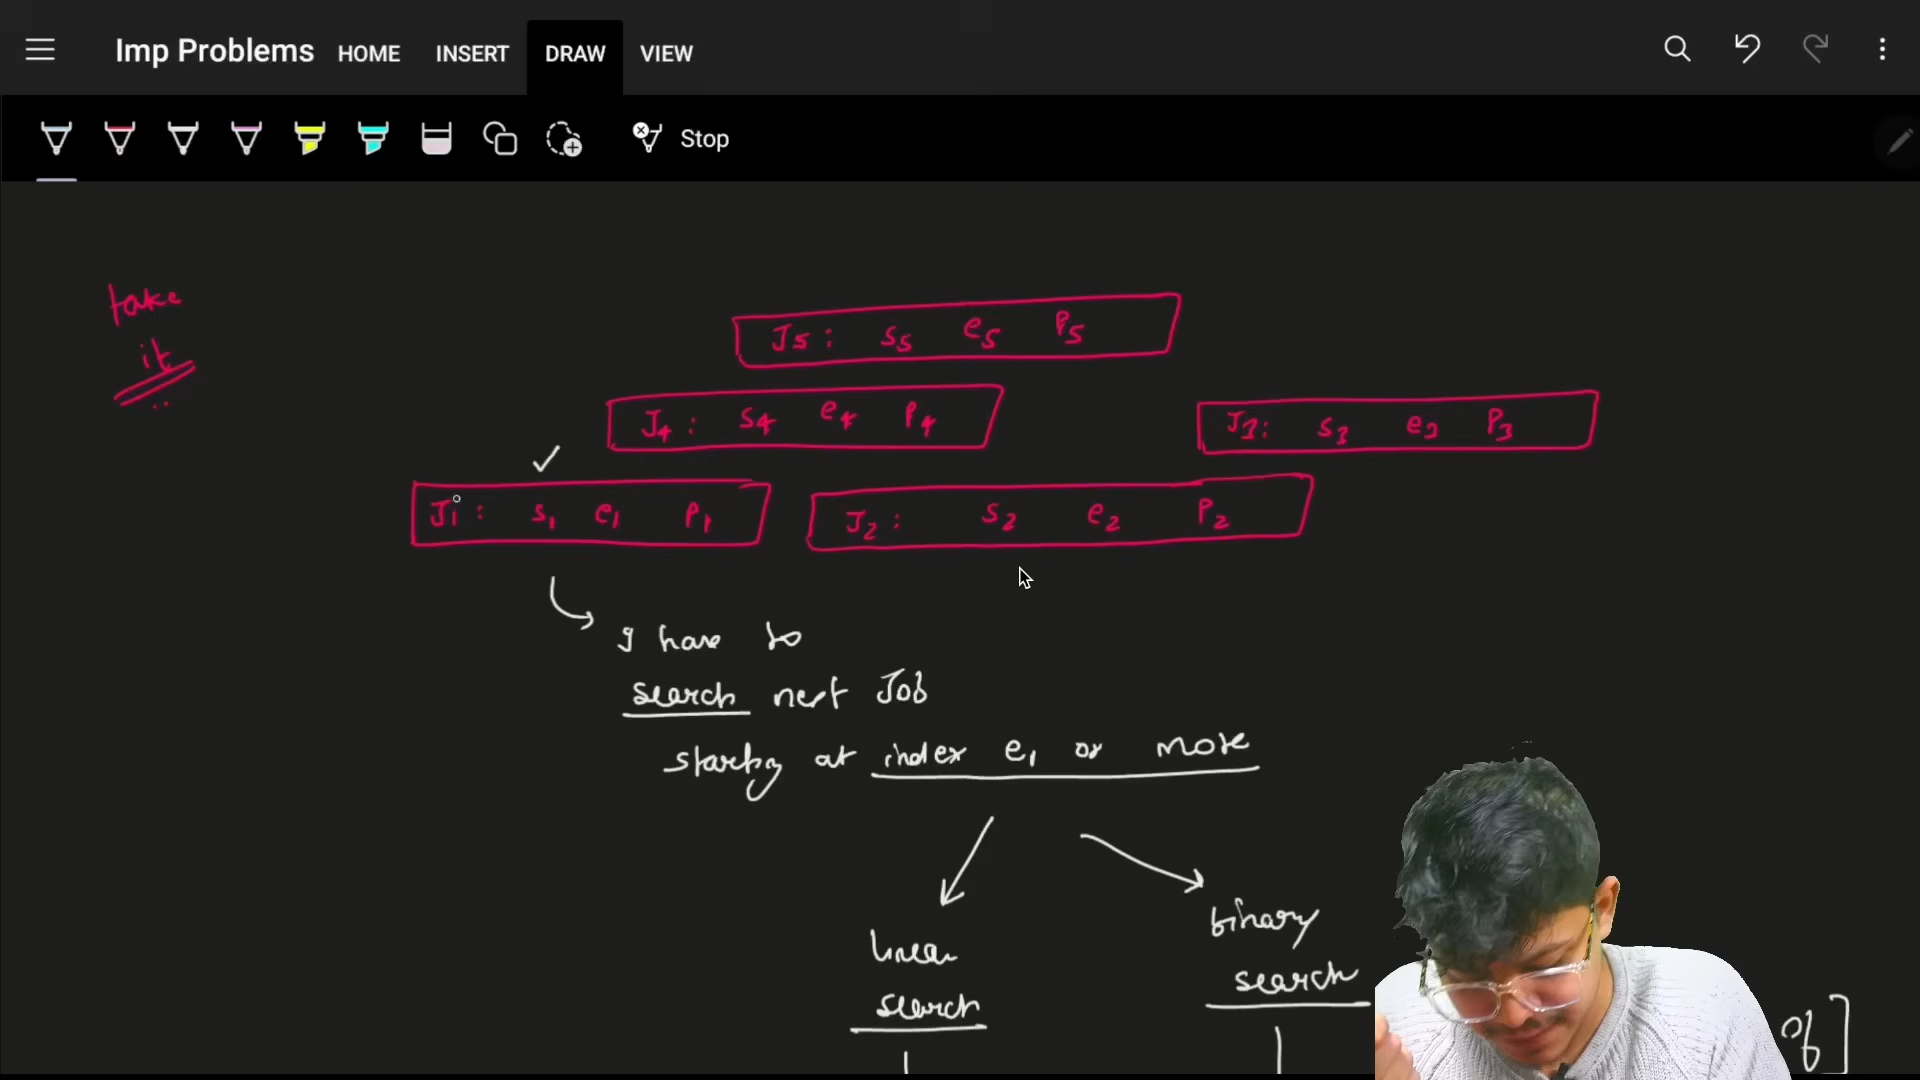 Imp Problems HOME INSERT DRAW VIEW
Stop
take
it
J5: s5 e5 P5
J4: s4 e4 P4
J3: s3 e3 P3
J1: s1 e1 P1
J2: s2 e2 P2
I have to
search next Job
starting at index e1 or more
linear
search
binary
search
of]